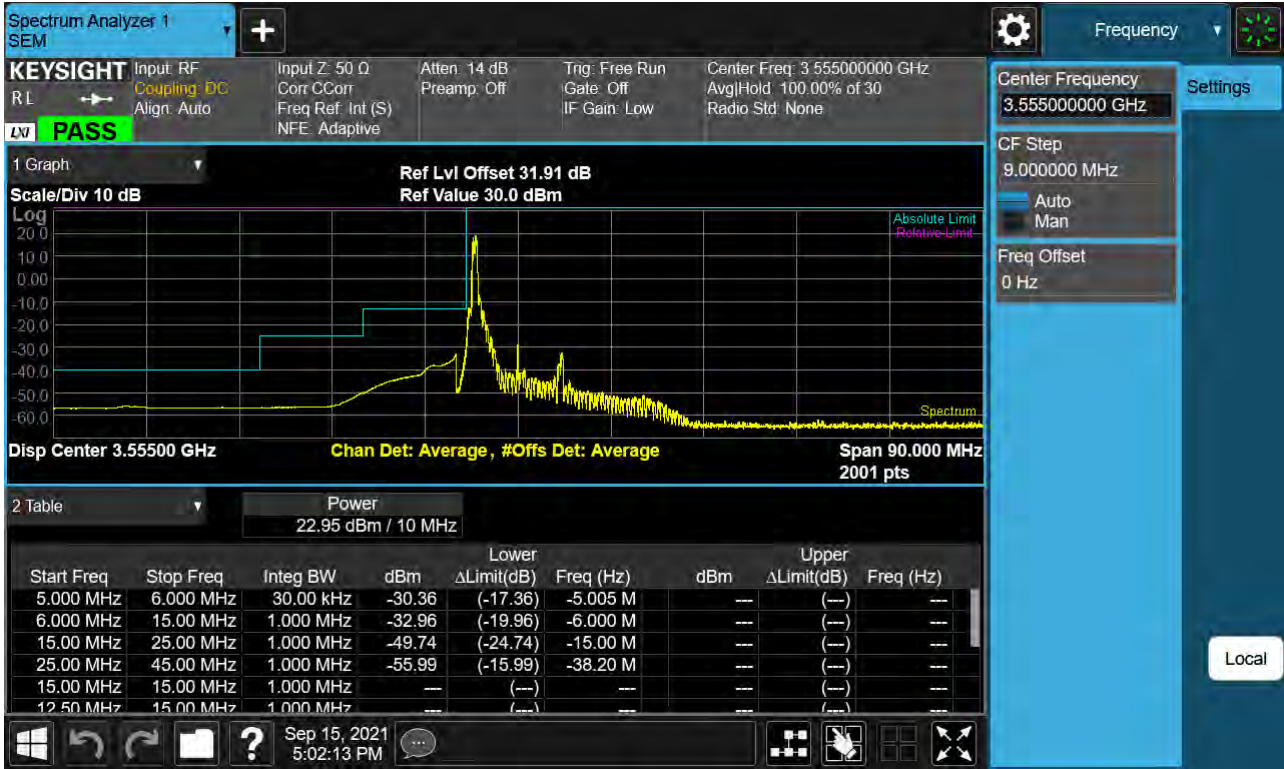 Spectrum Analyzer 1
SEM
Frequency
KEYSIGHT
R L
LXI
PASS
Input: RF
Coupling: DC
Align: Auto
Input Z: 50 Ω
Corr CCorr
Freq Ref: Int (S)
NFE: Adaptive
Atten: 14 dB
Preamp: Off
Trig: Free Run
Gate: Off
IF Gain: Low
Center Freq: 3.555000000 GHz
Avg|Hold: 100.00% of 30
Radio Std: None
Center Frequency
3.555000000 GHz
Settings
CF Step
9.000000 MHz
Auto
Man
Freq Offset
0 Hz
Local
1 Graph
Scale/Div 10 dB
Ref Lvl Offset 31.91 dB
Ref Value 30.0 dBm
Log
Absolute Limit
Relative Limit
20.0
10.0
0.00
-10.0
-20.0
-30.0
-40.0
-50.0
-60.0
Spectrum
Disp Center 3.55500 GHz Chan Det: Average, #Offs Det: Average Span 90.000 MHz
2001 pts
2 Table
Power
22.95 dBm / 10 MHz
Lower Upper
Start Freq Stop Freq Integ BW dBm ΔLimit(dB) Freq (Hz) dBm ΔLimit(dB) Freq (Hz)
5.000 MHz 6.000 MHz 30.00 kHz -30.36 (-17.36) -5.005 M --- (---) ---
6.000 MHz 15.00 MHz 1.000 MHz -32.96 (-19.96) -6.000 M --- (---) ---
15.00 MHz 25.00 MHz 1.000 MHz -49.74 (-24.74) -15.00 M --- (---) ---
25.00 MHz 45.00 MHz 1.000 MHz -55.99 (-15.99) -38.20 M --- (---) ---
15.00 MHz 15.00 MHz 1.000 MHz --- (---) --- --- (---) ---
12.50 MHz 15.00 MHz 1.000 MHz --- (---) --- --- (---) ---
Sep 15, 2021
5:02:13 PM